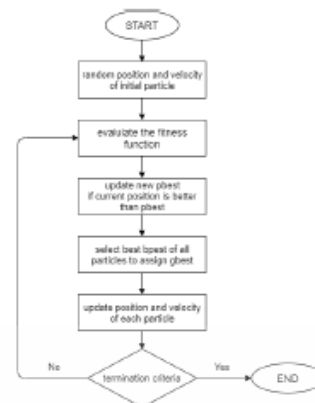 START
random position and velocity
of initial particle
evalulate the fitness
function
update new pbest
if current position is better
than pbest
select best bpest of all
particles to assign gbest
update position and velocity
of each particle
No
termination criteria
Yes
END